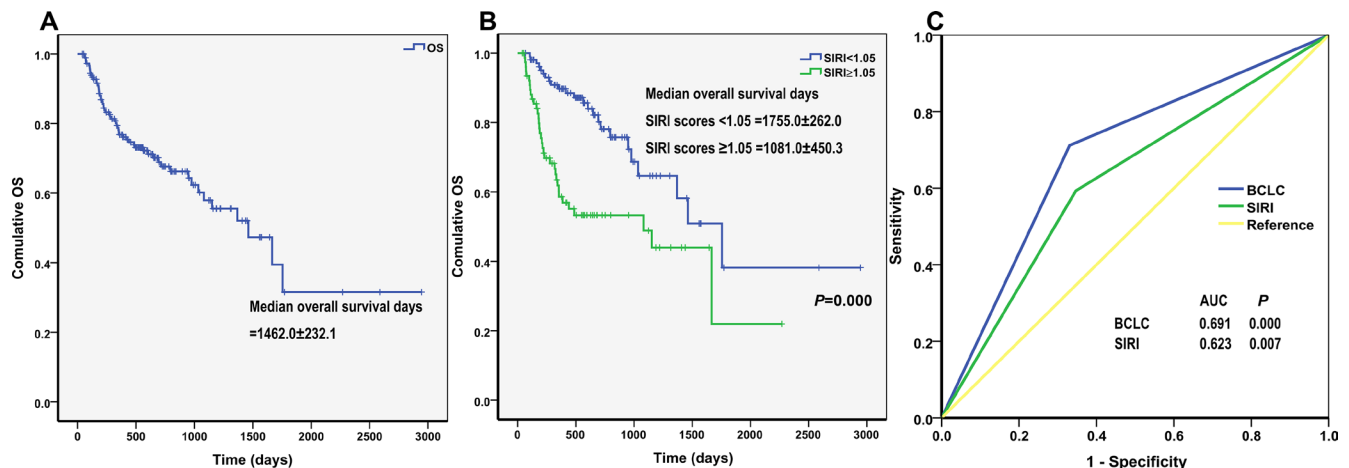 A
OS
Comulative OS
1.0
0.8
0.6
0.4
0.2
0.0
Median overall survival days
=1462.0±232.1
0
500
1000
1500
2000
2500
3000
Time (days)
B
SIRI<1.05
SIRI≥1.05
Comulative OS
1.0
0.8
0.6
0.4
0.2
0.0
Median overall survival days
SIRI scores <1.05 =1755.0±262.0
SIRI scores ≥1.05 =1081.0±450.3
P=0.000
0
500
1000
1500
2000
2500
3000
Time (days)
C
Sensitivity
1.0
0.8
0.6
0.4
0.2
0.0
BCLC
SIRI
Reference
AUC P
BCLC 0.691 0.000
SIRI 0.623 0.007
0.0
0.2
0.4
0.6
0.8
1.0
1 - Specificity